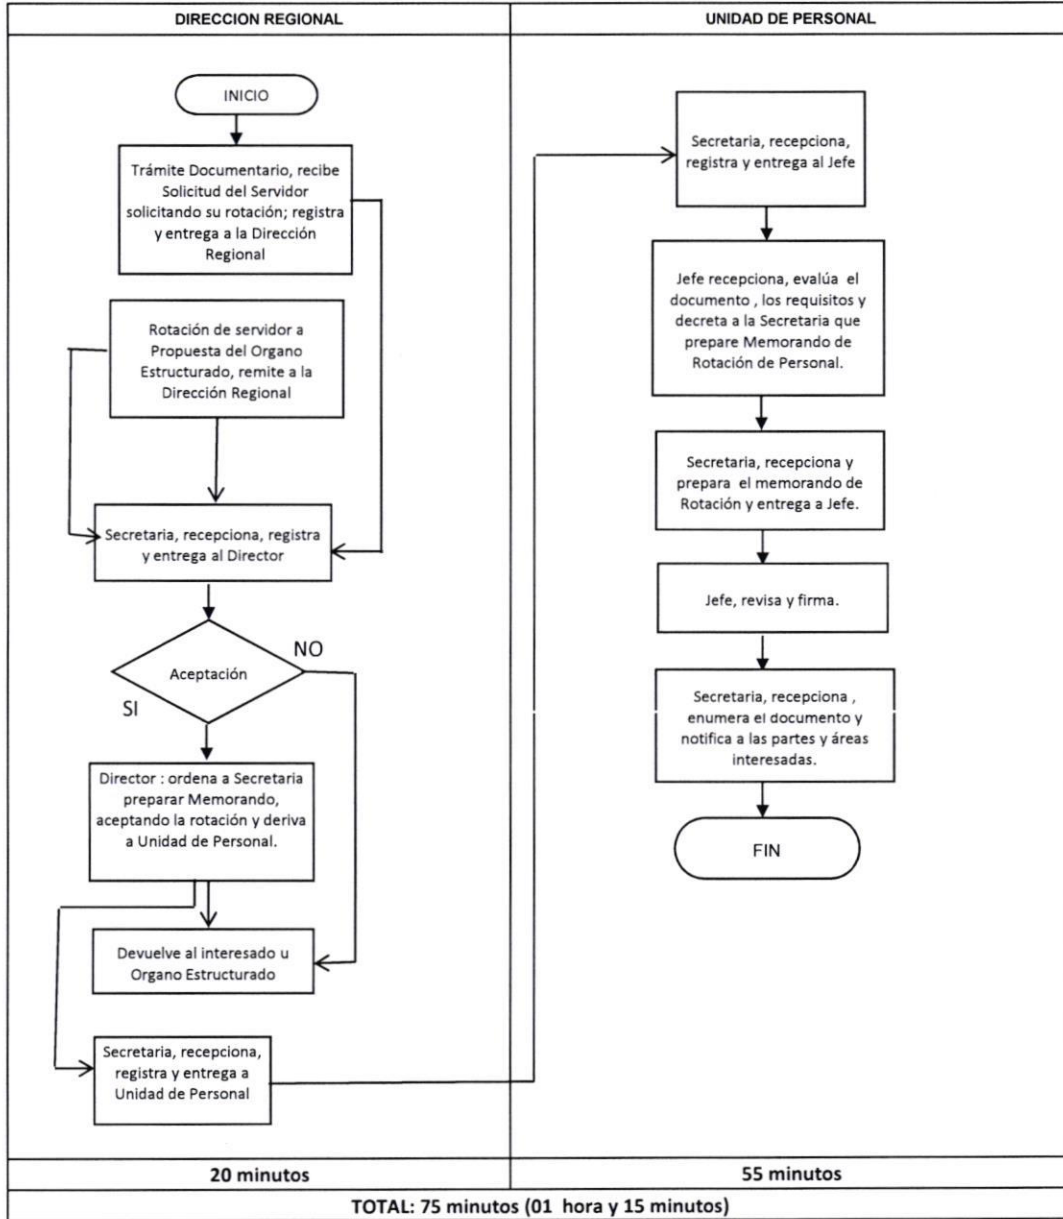 DIRECCION REGIONAL
UNIDAD DE PERSONAL
INICIO
Trámite Documentario, recibe
Solicitud del Servidor
solicitando su rotación; registra
y entrega a la Dirección
Regional
Rotación de servidor a
Propuesta del Organo
Estructurado, remite a la
Dirección Regional
Secretaria, recepciona, registra
y entrega al Director
Aceptación
NO
SI
Director : ordena a Secretaria
preparar Memorando,
aceptando la rotación y deriva
a Unidad de Personal.
Devuelve al interesado u
Organo Estructurado
Secretaria, recepciona,
registra y entrega a
Unidad de Personal
Secretaria, recepciona,
registra y entrega al Jefe
Jefe recepciona, evalúa el
documento , los requisitos y
decreta a la Secretaria que
prepare Memorando de
Rotación de Personal.
Secretaria, recepciona y
prepara el memorando de
Rotación y entrega a Jefe.
Jefe, revisa y firma.
Secretaria, recepciona ,
enumera el documento y
notifica a las partes y áreas
interesadas.
FIN
20 minutos
55 minutos
TOTAL: 75 minutos (01 hora y 15 minutos)